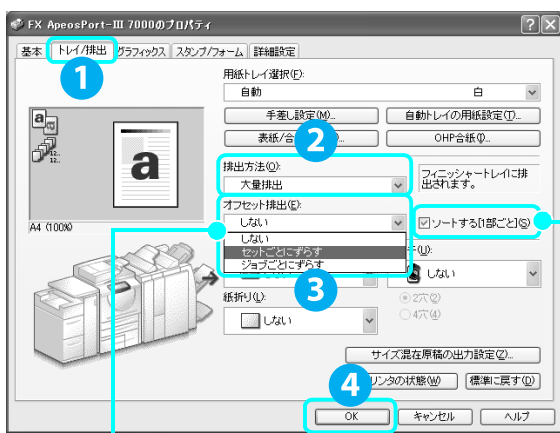 FX ApeosPort-III 7000のプロパティ
基本 トレイ/排出 グラフィックス スタンプ/フォーム 詳細設定
1
用紙トレイ選択(F):
自動 白
手差し設定(M)...
自動トレイの用紙設定(T)...
表紙/合
2
OHP合紙(I)...
排出方法(O):
大量排出
フィニッシャートレイに排出されます。
オフセット排出(E):
しない
ソートする[1部ごと](S)
しない
セットごとにずらす
ジョブごとにずらす
3
(U):
しない
紙折り(L):
しない
2穴(2)
4穴(4)
a
a
12..
12..
a
A4 (100%)
サイズ混在原稿の出力設定(Z)...
4
リンタの状態(W)
標準に戻す(D)
OK
キャンセル
ヘルプ